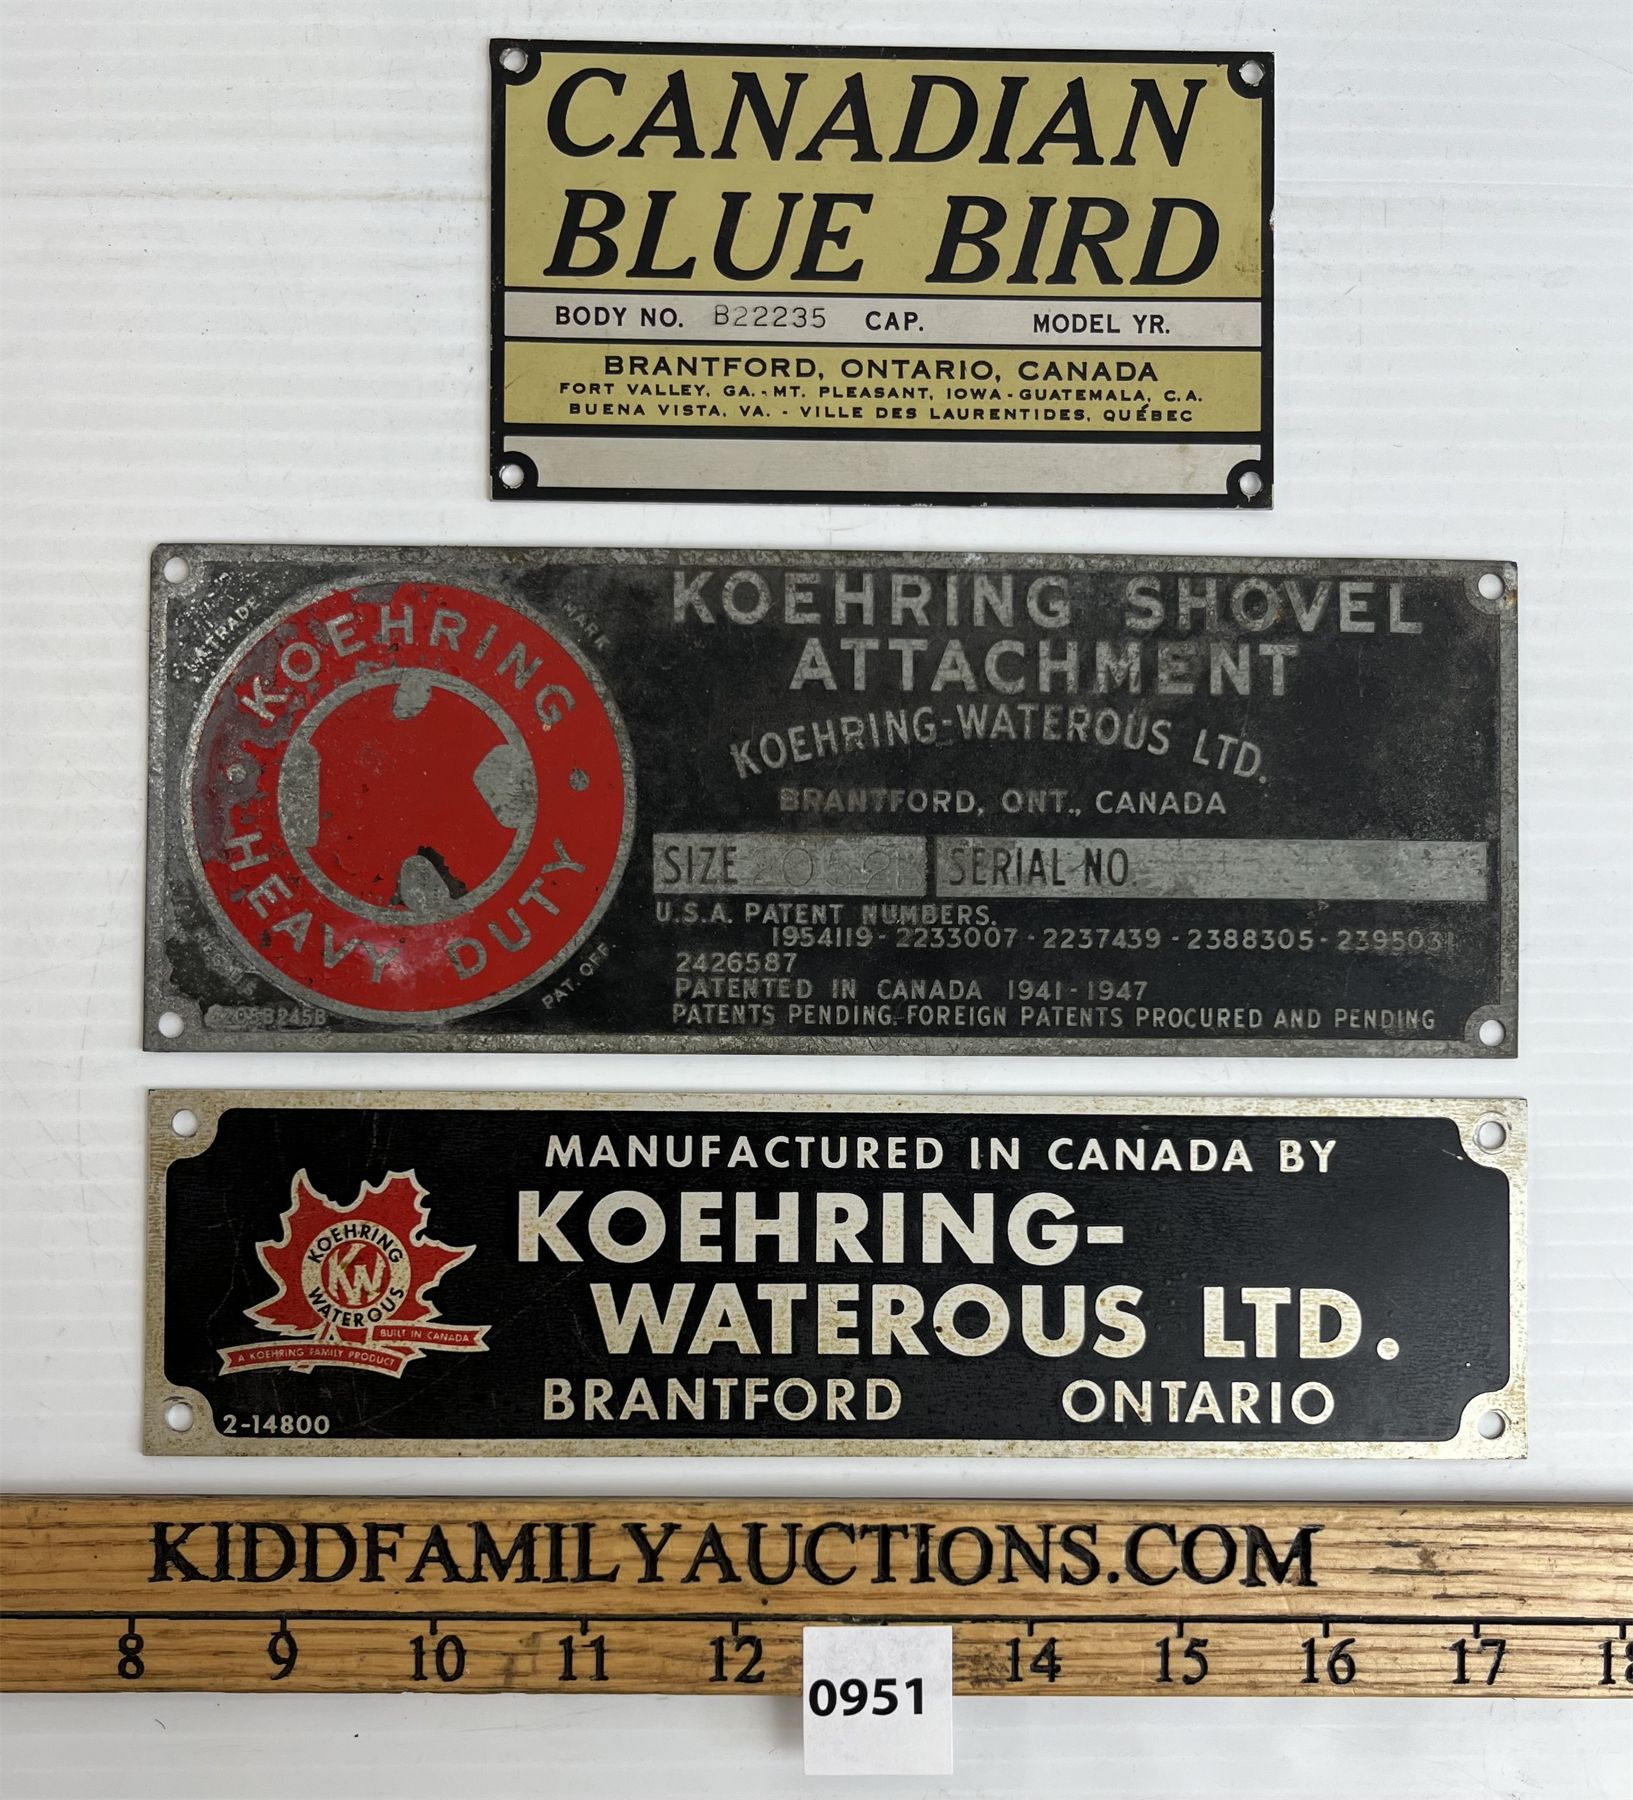 CANADIAN
BLUE BIRD
BODY NO. B22235 CAP. MODEL YR.
BRANTFORD, ONTARIO, CANADA
FORT VALLEY, GA. - MT. PLEASANT, IOWA - GUATEMALA, C.A.
BUENA VISTA, VA. - VILLE DES LAURENTIDES, QUÉBEC
TRADE MARK
KOEHRING
HEAVY DUTY
PAT. OFF.
KOEHRING SHOVEL
ATTACHMENT
KOEHRING-WATEROUS LTD.
BRANTFORD, ONT., CANADA
SIZE SERIAL NO.
U.S.A. PATENT NUMBERS.
1954119 - 2233007 - 2237439 - 2388305 - 2395031
2426587
PATENTED IN CANADA 1941 - 1947
PATENTS PENDING - FOREIGN PATENTS PROCURED AND PENDING
MANUFACTURED IN CANADA BY
KOEHRING-
WATEROUS LTD.
BRANTFORD ONTARIO
KOEHRING
KW
WATEROUS
BUILT IN CANADA
A KOEHRING FAMILY PRODUCT
2-14800
KIDDFAMILYAUCTIONS.COM
8 9 10 11 12 14 15 16 17 18
0951